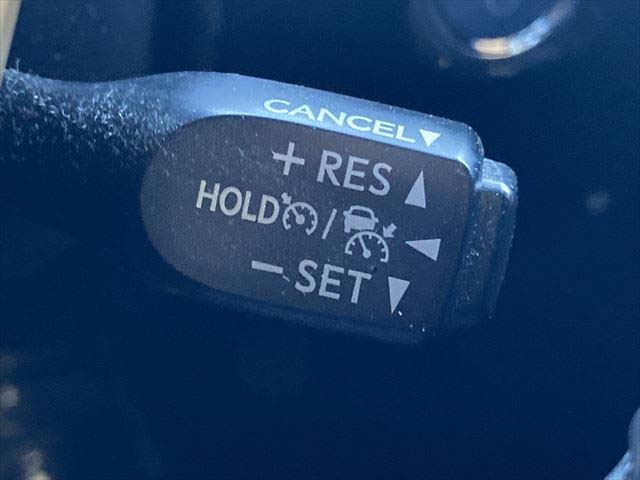 CANCEL▼
+ RES ▲
HOLD / ◀
− SET ▼